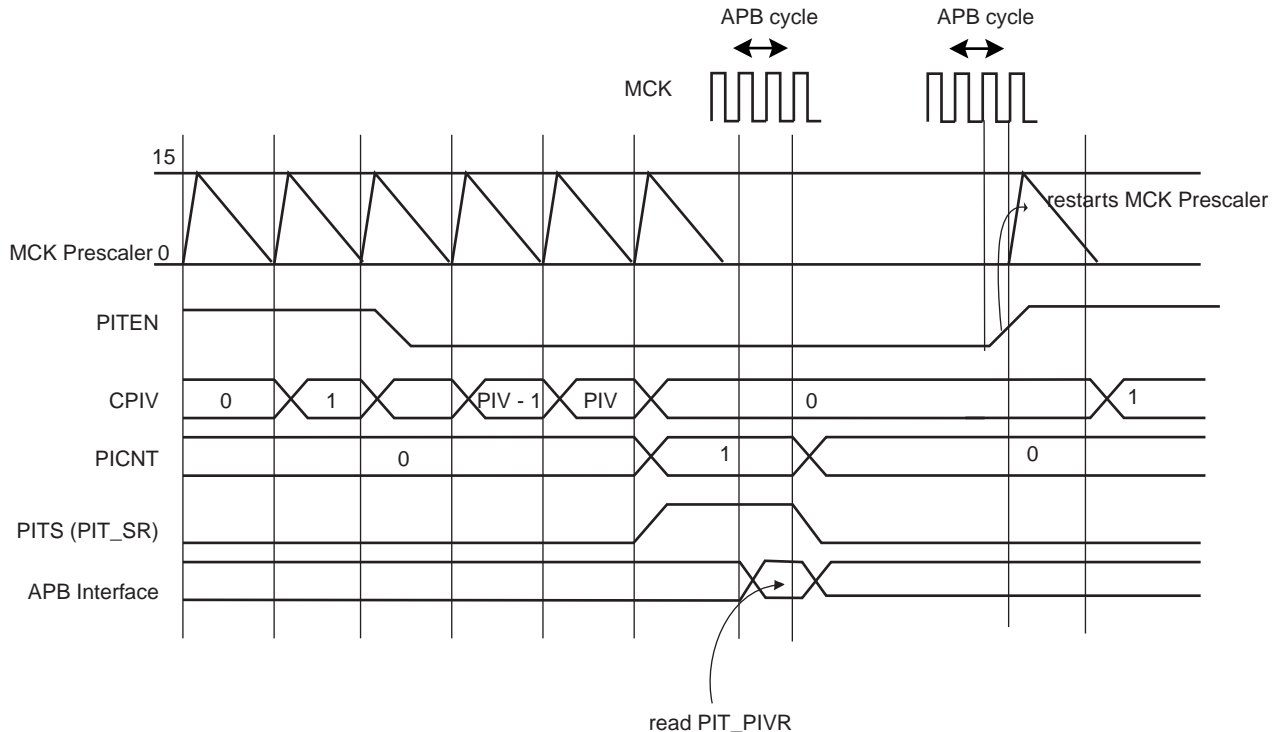 APB cycle APB cycle
MCK
15
restarts MCK Prescaler
MCK Prescaler 0
PITEN
CPIV 0 1 PIV - 1 PIV 0 1
PICNT 0 1 0
PITS (PIT_SR)
APB Interface
read PIT_PIVR